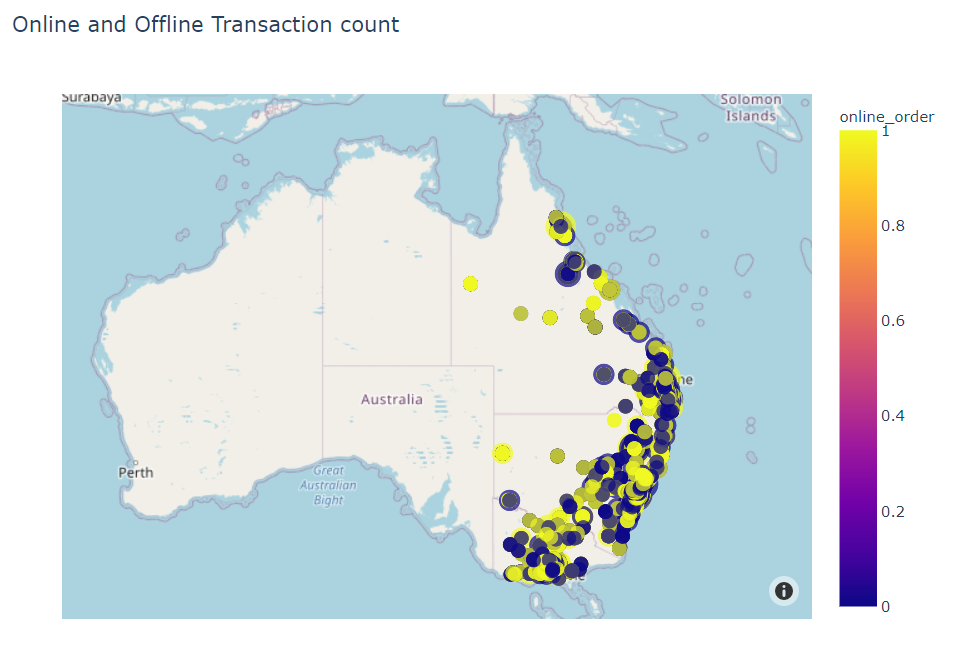 Online and Offline Transaction count
Surabaya
Solomon
Islands
online_order
1
0.8
0.6
ne
Australia
0.4
Perth
Great
Australian
Bight
0.2
0